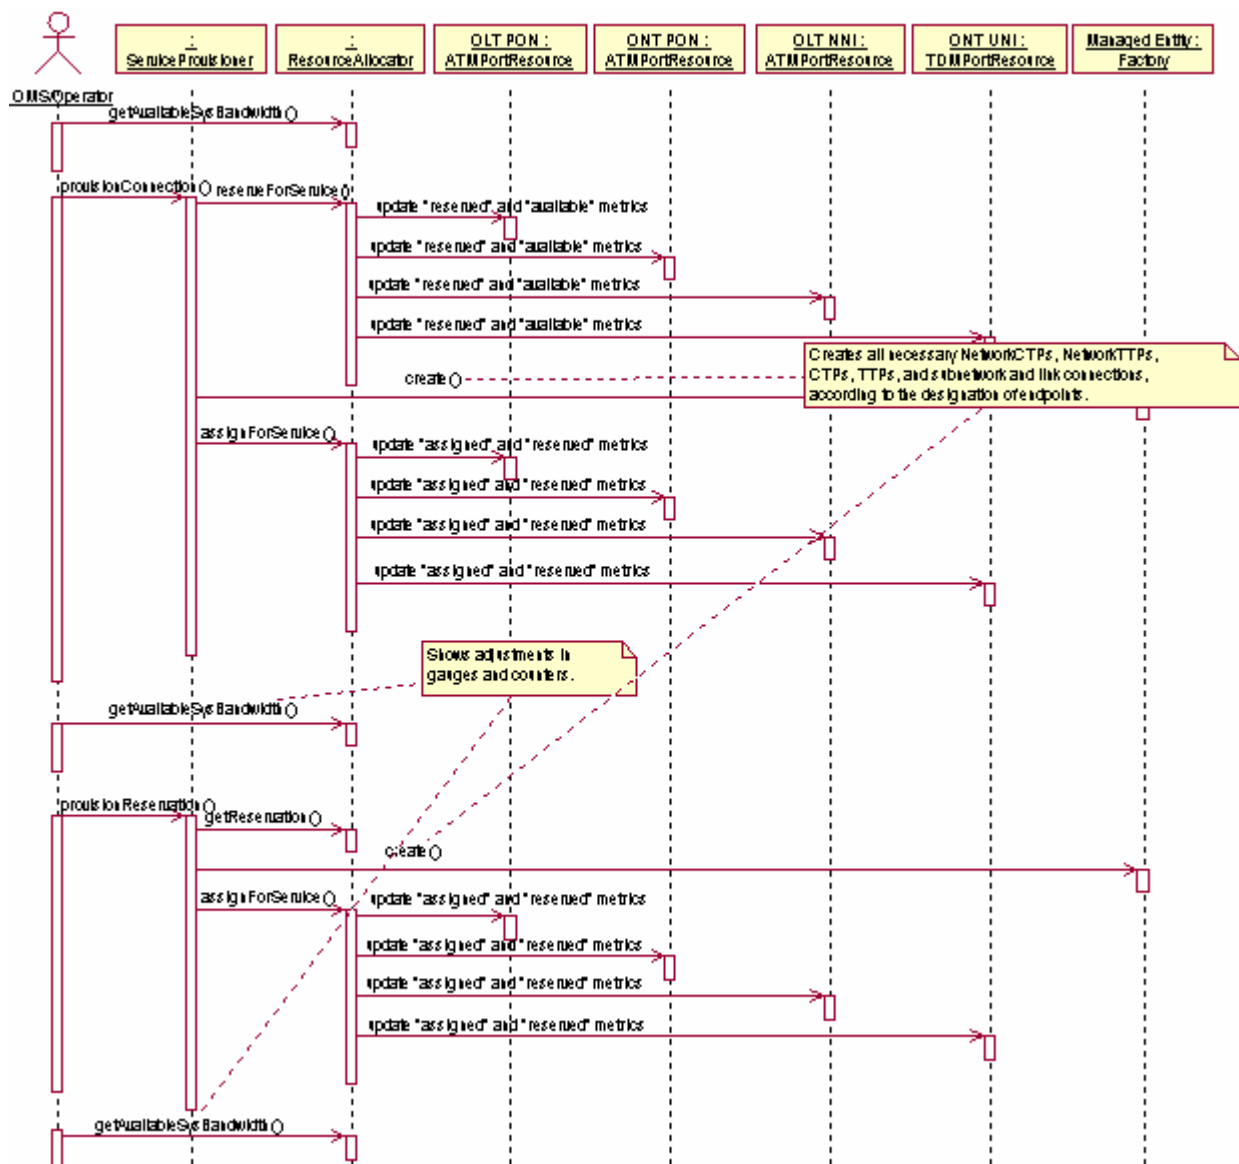 :
ServiceProvisioner
:
ResourceAllocator
OLT PON :
ATMPortResource
ONT PON :
ATMPortResource
OLT NNI :
ATMPortResource
ONT UNI :
TDMPortResource
Managed Entity :
Factory
OMS/Operator
getAvailableSysBandwidth()
provisionConnection()
reserveForService()
update "reserved" and "available" metrics
update "reserved" and "available" metrics
update "reserved" and "available" metrics
update "reserved" and "available" metrics
Creates all necessary NetworkCTPs, NetworkTTPs,
CTPs, TTPs, and subnetwork and link connections,
according to the designation of endpoints.
create()
assignForService()
update "assigned" and "reserved" metrics
update "assigned" and "reserved" metrics
update "assigned" and "reserved" metrics
update "assigned" and "reserved" metrics
Shows adjustments in
gauges and counters.
getAvailableSysBandwidth()
provisionReservation()
getReservation()
create()
assignForService()
update "assigned" and "reserved" metrics
update "assigned" and "reserved" metrics
update "assigned" and "reserved" metrics
update "assigned" and "reserved" metrics
getAvailableSysBandwidth()